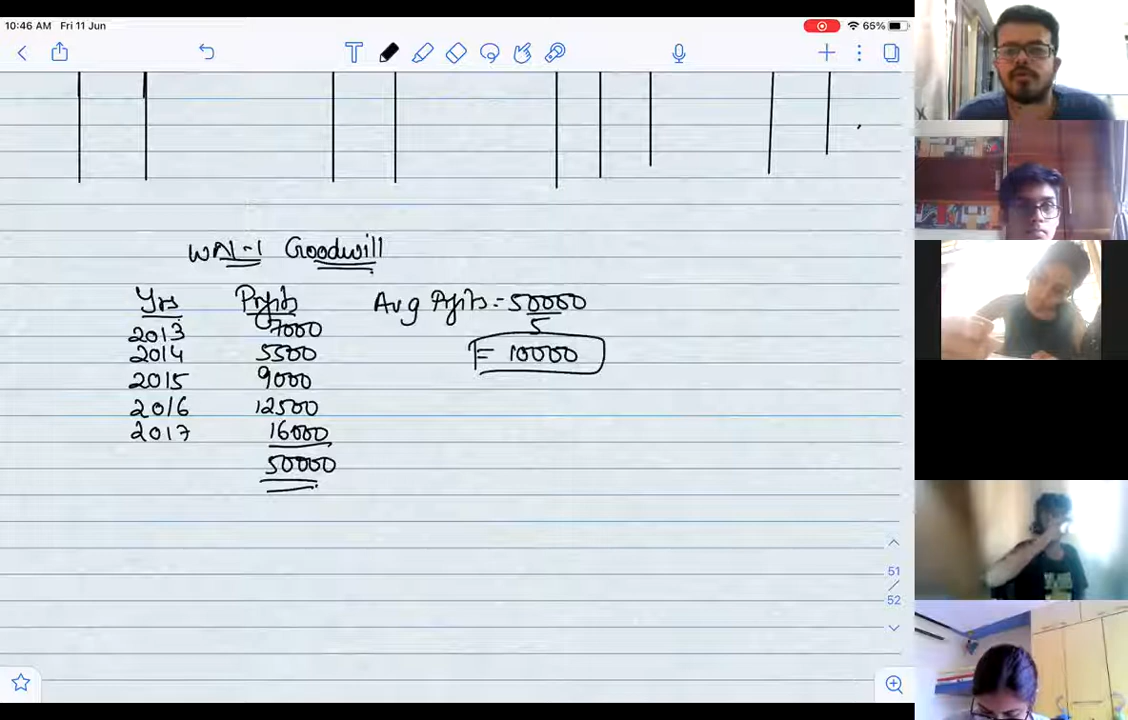 10:46 AM Fri 11 Jun
65%
WN-1 Goodwill
Yrs Profits Avg Profits = 50000
2013 7000 5
2014 5500 = 10000
2015 9000
2016 12500
2017 16000
50000
51
/
52